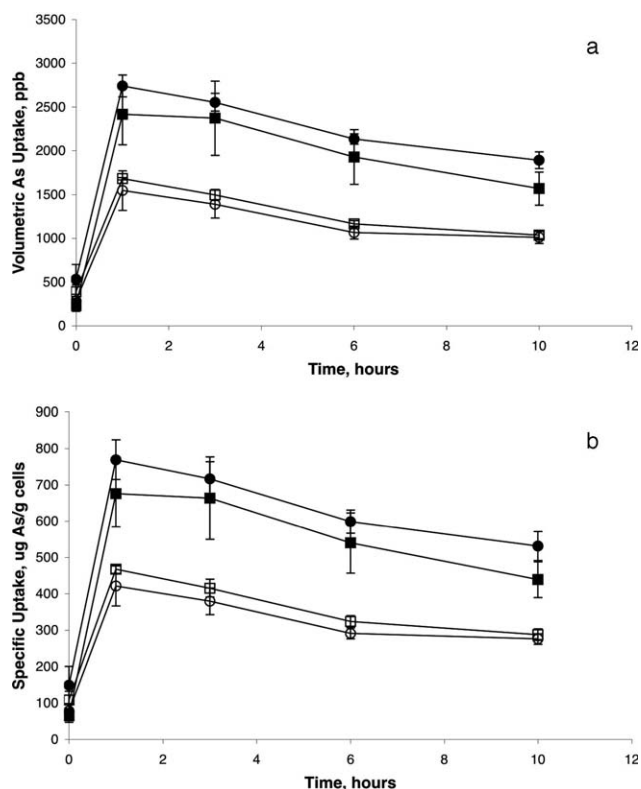 a
3500
3000
2500
2000
1500
1000
500
0
Volumetric As Uptake, ppb
0 2 4 6 8 10 12
Time, hours
b
900
800
700
600
500
400
300
200
100
0
Specific Uptake, ug As/g cells
0 2 4 6 8 10 12
Time, hours